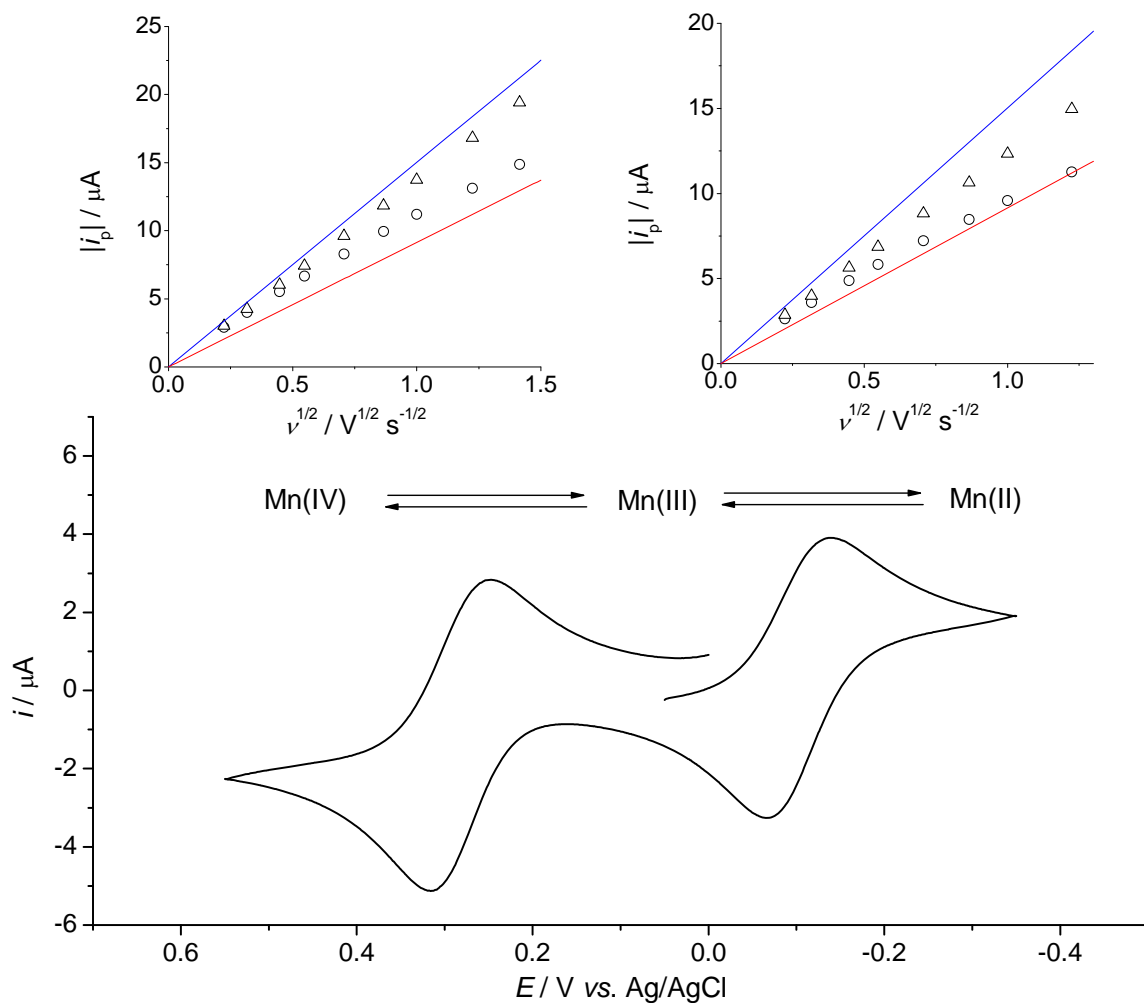 25
20
15
10
5
0
|iₚ| / μA
0.0 0.5 1.0 1.5
ν^1/2 / V^1/2 s^-1/2
20
15
10
5
0
|iₚ| / μA
0.0 0.5 1.0
ν^1/2 / V^1/2 s^-1/2
6
4
2
0
-2
-4
-6
i / μA
Mn(IV) Mn(III) Mn(II)
0.6 0.4 0.2 0.0 -0.2 -0.4
E / V vs. Ag/AgCl